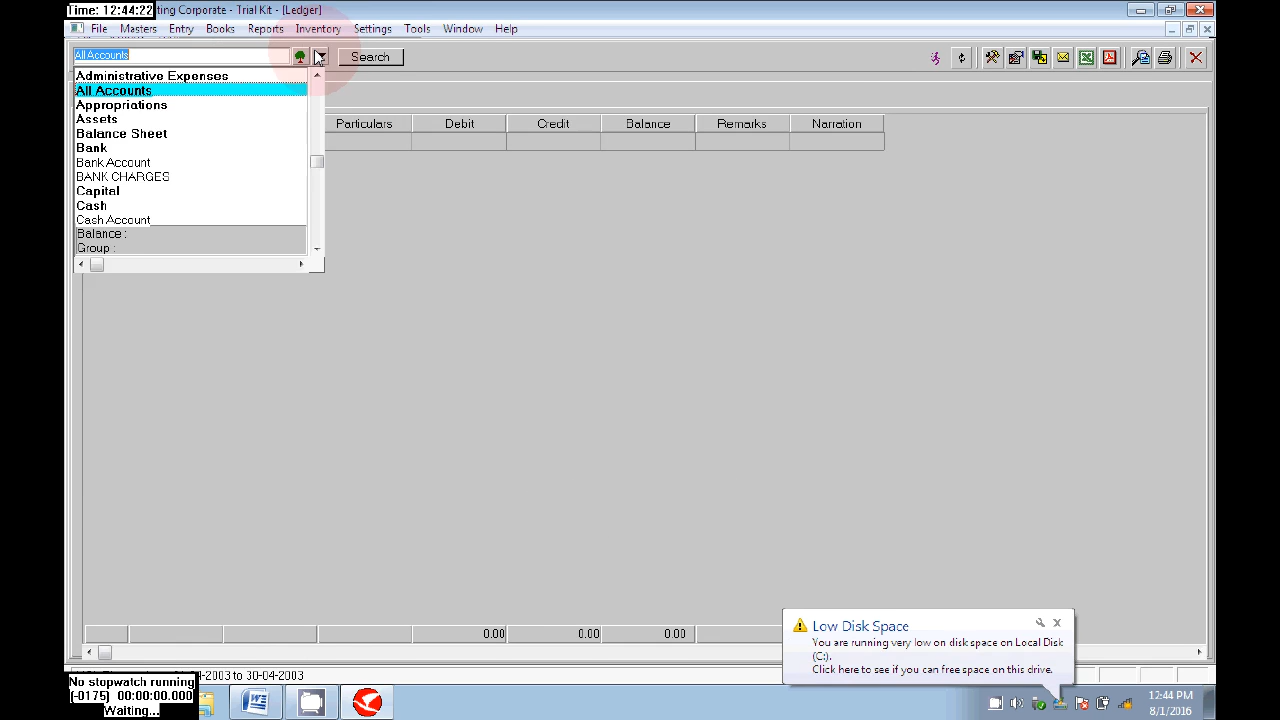 Time: 12:44:22
ting Corporate - Trial Kit - [Ledger]
File Masters Entry Books Reports Inventory Settings Tools Window Help
All Accounts
Search
Administrative Expenses
All Accounts
Appropriations
Assets
Balance Sheet
Bank
Bank Account
BANK CHARGES
Capital
Cash
Cash Account
Balance :
Group :
Particulars Debit Credit Balance Remarks Narration
0.00 0.00 0.00
Low Disk Space
You are running very low on disk space on Local Disk
(C:).
Click here to see if you can free space on this drive.
-2003 to 30-04-2003
No stopwatch running
[-0175] 00:00:00.000
Waiting...
12:44 PM
8/1/2016